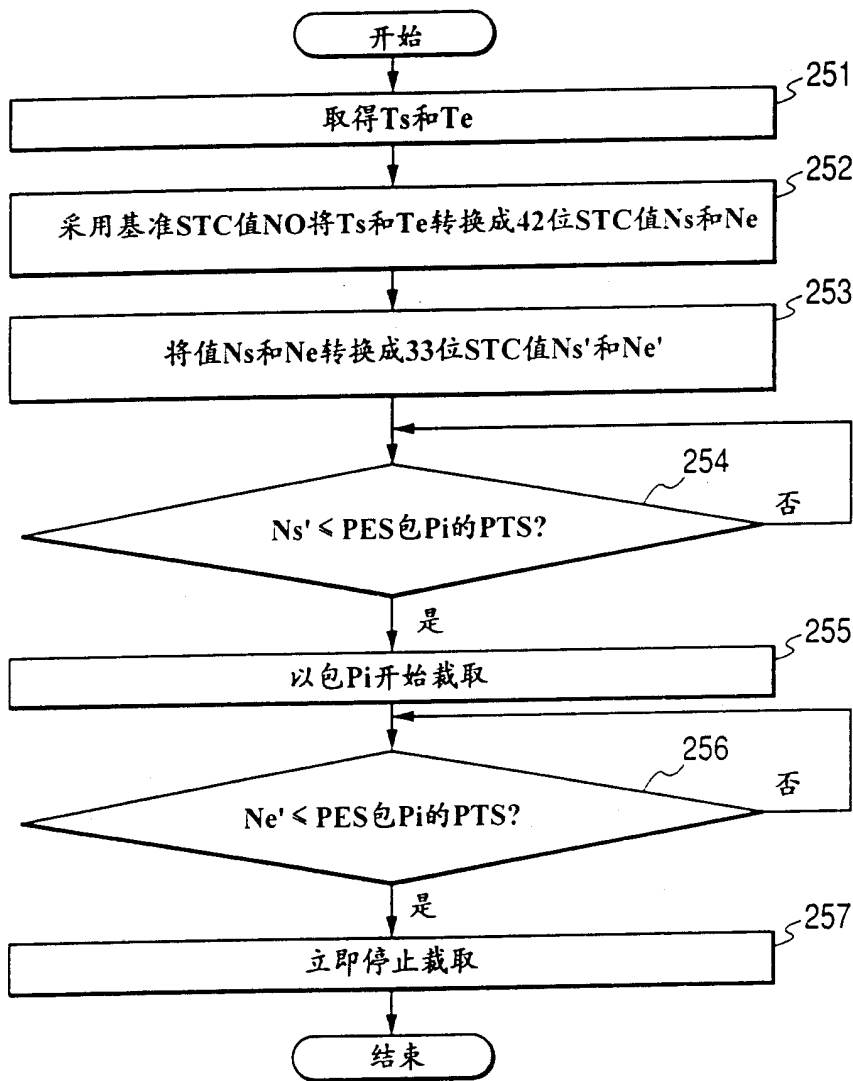 开始
251
取得Ts和Te
252
采用基准STC值NO将Ts和Te转换成42位STC值Ns和Ne
253
将值Ns和Ne转换成33位STC值Ns'和Ne'
254
Ns' ≤ PES包Pi的PTS?
否
是
255
以包Pi开始裁取
256
Ne' ≤ PES包Pi的PTS?
否
是
257
立即停止裁取
结束